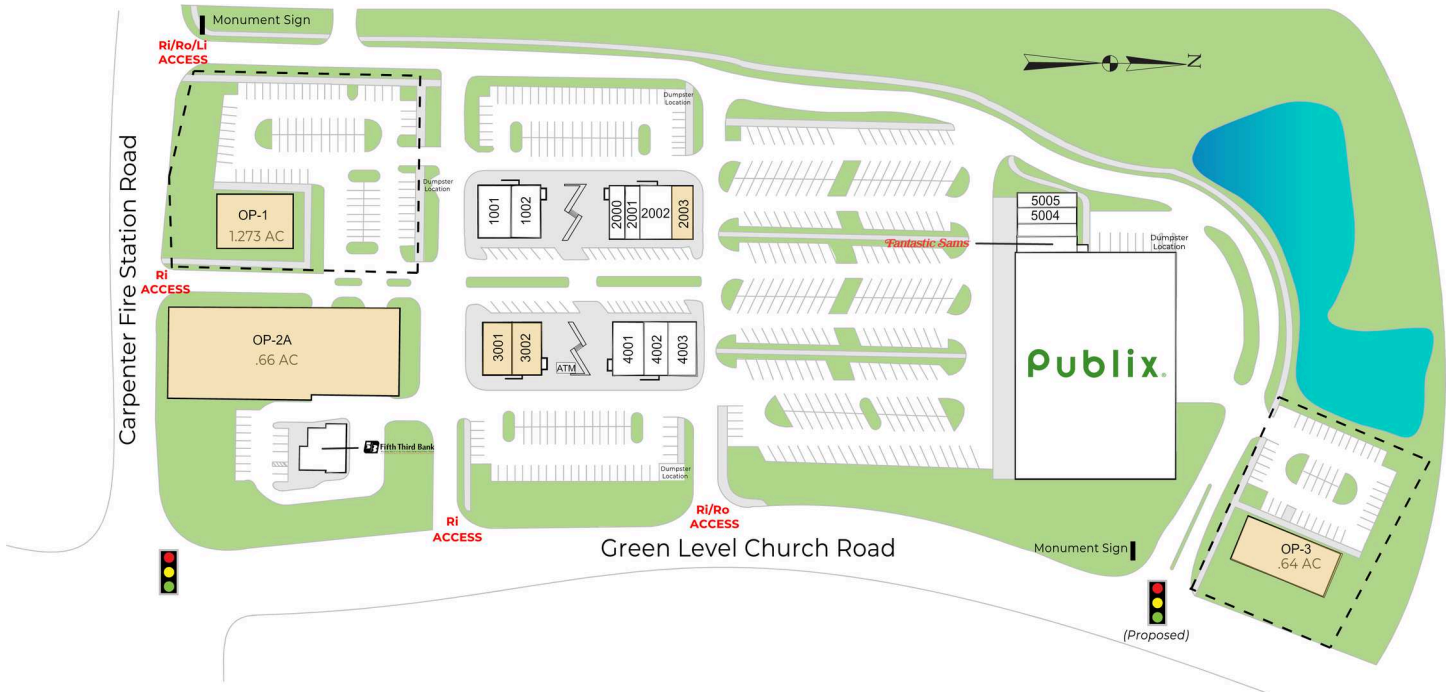 Monument Sign
Ri/Ro/Li
ACCESS
N
Dumpster
Location
Carpenter Fire Station Road
Dumpster
Location
OP-1
1.273 AC
1001
1002
2000
2001
2002
2003
5005
5004
Fantastic Sams
Dumpster
Location
Ri
ACCESS
OP-2A
.66 AC
3001
3002
ATM
4001
4002
4003
Publix.
Fifth Third Bank
Dumpster
Location
Ri
ACCESS
Ri/Ro
ACCESS
Green Level Church Road
Monument Sign
OP-3
.64 AC
(Proposed)